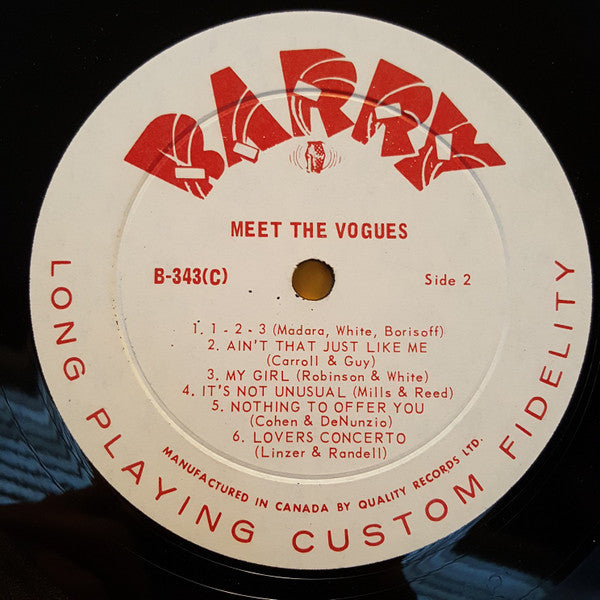 BARRY
MEET THE VOGUES
B-343(C)
Side 2
1. 1 - 2 - 3 (Madara, White, Borisoff)
2. AIN'T THAT JUST LIKE ME
(Carroll & Guy)
3. MY GIRL (Robinson & White)
4. IT'S NOT UNUSUAL (Mills & Reed)
5. NOTHING TO OFFER YOU
(Cohen & DeNunzio)
6. LOVERS CONCERTO
(Linzer & Randell)
MANUFACTURED IN CANADA BY QUALITY RECORDS LTD.
LONG PLAYING CUSTOM FIDELITY